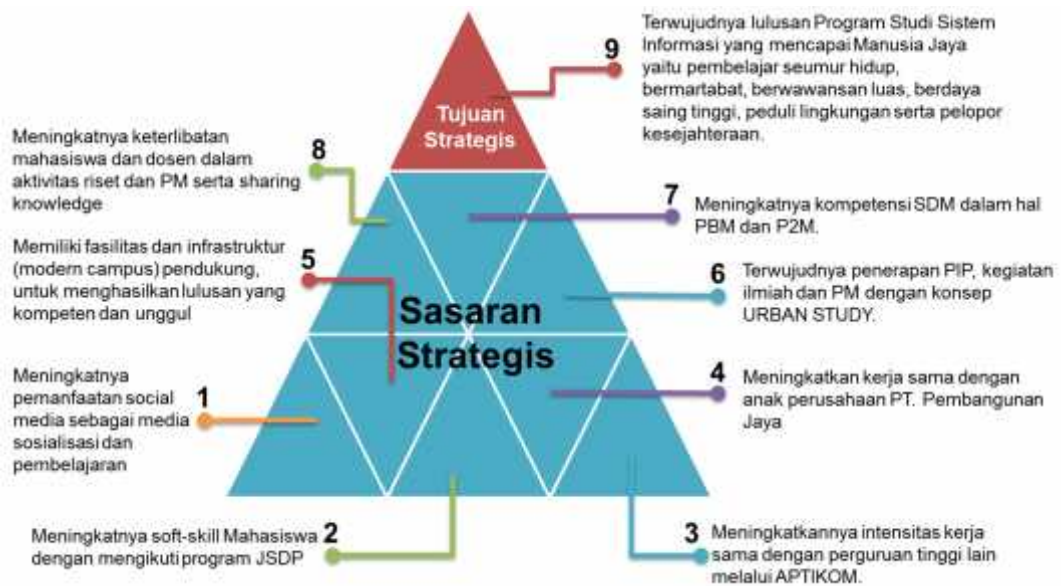 9
Terwujudnya lulusan Program Studi Sistem
Informasi yang mencapai Manusia Jaya
yaitu pembelajar seumur hidup,
bermartabat, berwawansan luas, berdaya
saing tinggi, peduli lingkungan serta pelopor
kesejahteraan.
Tujuan
Strategis
8
Meningkatnya keterlibatan
mahasiswa dan dosen dalam
aktivitas riset dan PM serta sharing
knowledge
7
Meningkatnya kompetensi SDM dalam hal
PBM dan P2M.
5
Memiliki fasilitas dan infrastruktur
(modern campus) pendukung,
untuk menghasilkan lulusan yang
kompeten dan unggul
6
Terwujudnya penerapan PIP, kegiatan
ilmiah dan PM dengan konsep
URBAN STUDY.
Sasaran
Strategis
1
Meningkatnya
pemanfaatan social
media sebagai media
sosialisasi dan
pembelajaran
4
Meningkatkan kerja sama dengan
anak perusahaan PT. Pembangunan
Jaya
2
Meningkatnya soft-skill Mahasiswa
dengan mengikuti program JSDP
3
Meningkatkannya intensitas kerja
sama dengan perguruan tinggi lain
melalui APTIKOM.